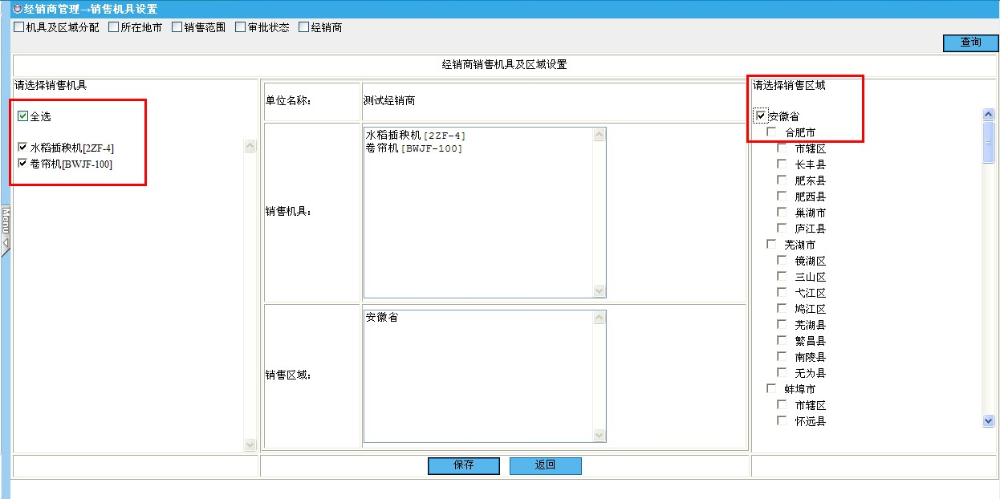 经销商管理→销售机具设置
机具及区域分配 所在地市 销售范围 审批状态 经销商
查询
经销商销售机具及区域设置
请选择销售机具
全选
水稻插秧机[2ZF-4]
卷帘机[BWJF-100]
Menu
单位名称：
测试经销商
销售机具：
水稻插秧机[2ZF-4]
卷帘机[BWJF-100]
销售区域：
安徽省
请选择销售区域
安徽省
合肥市
市辖区
长丰县
肥东县
肥西县
巢湖市
庐江县
芜湖市
镜湖区
三山区
弋江区
鸠江区
芜湖县
繁昌县
南陵县
无为县
蚌埠市
市辖区
怀远县
保存
返回